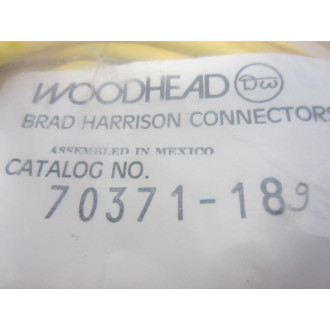 WOODHEAD DW
BRAD HARRISON CONNECTORS
ASSEMBLED IN MEXICO
CATALOG NO.
70371-189